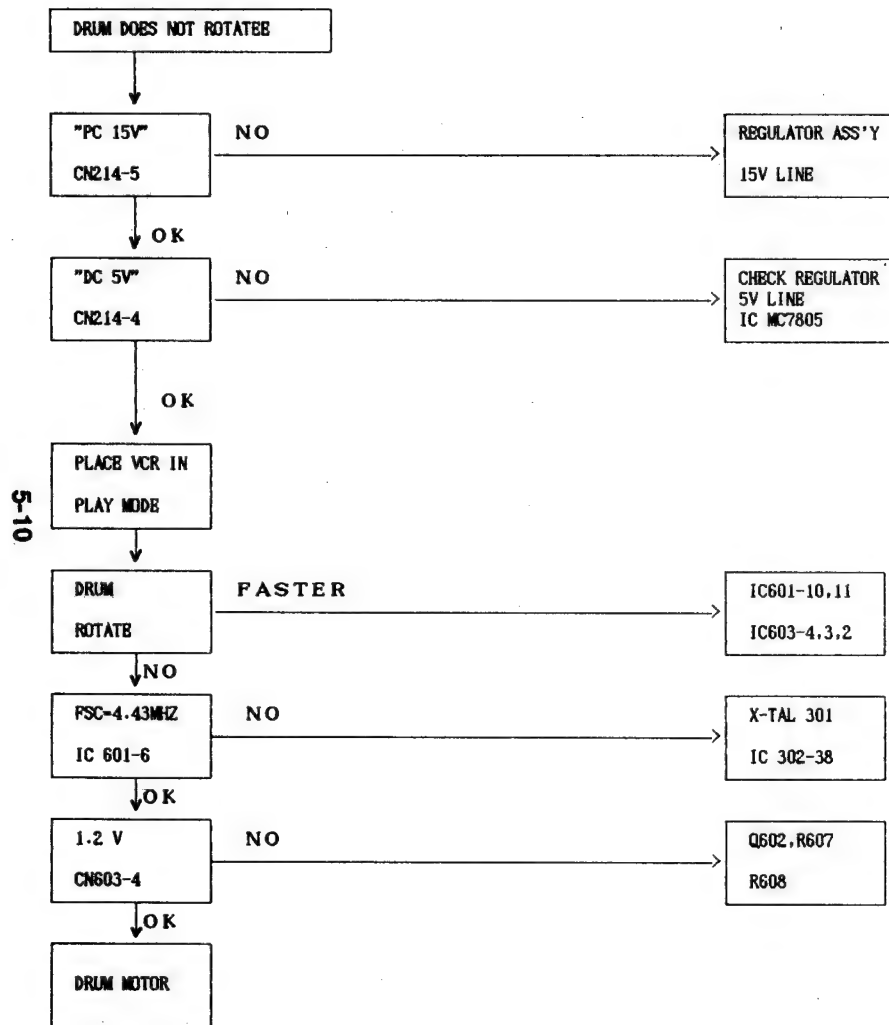 DRUM DOES NOT ROTATEE
"PC 15V"
CN214-5
NO
REGULATOR ASS'Y
15V LINE
OK
"DC 5V"
CN214-4
NO
CHECK REGULATOR
5V LINE
IC MC7805
OK
PLACE VCR IN
PLAY MODE
5-10
DRUM
ROTATE
FASTER
IC601-10,11
IC603-4,3,2
NO
FSC=4.43MHZ
IC 601-6
NO
X-TAL 301
IC 302-38
OK
1.2 V
CN603-4
NO
Q602,R607
R608
OK
DRUM MOTOR